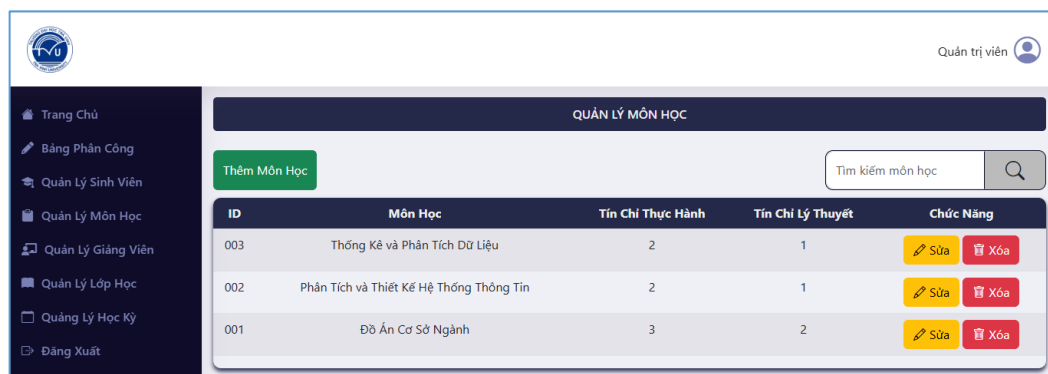 TVU
Quản trị viên
Trang Chủ
Bảng Phân Công
Quản Lý Sinh Viên
Quản Lý Môn Học
Quản Lý Giảng Viên
Quản Lý Lớp Học
Quảng Lý Học Kỳ
Đăng Xuất
QUẢN LÝ MÔN HỌC
Thêm Môn Học
Tìm kiếm môn học
ID Môn Học Tín Chỉ Thực Hành Tín Chỉ Lý Thuyết Chức Năng
003 Thống Kê và Phân Tích Dữ Liệu 2 1 Sửa Xóa
002 Phân Tích và Thiết Kế Hệ Thống Thông Tin 2 1 Sửa Xóa
001 Đồ Án Cơ Sở Ngành 3 2 Sửa Xóa